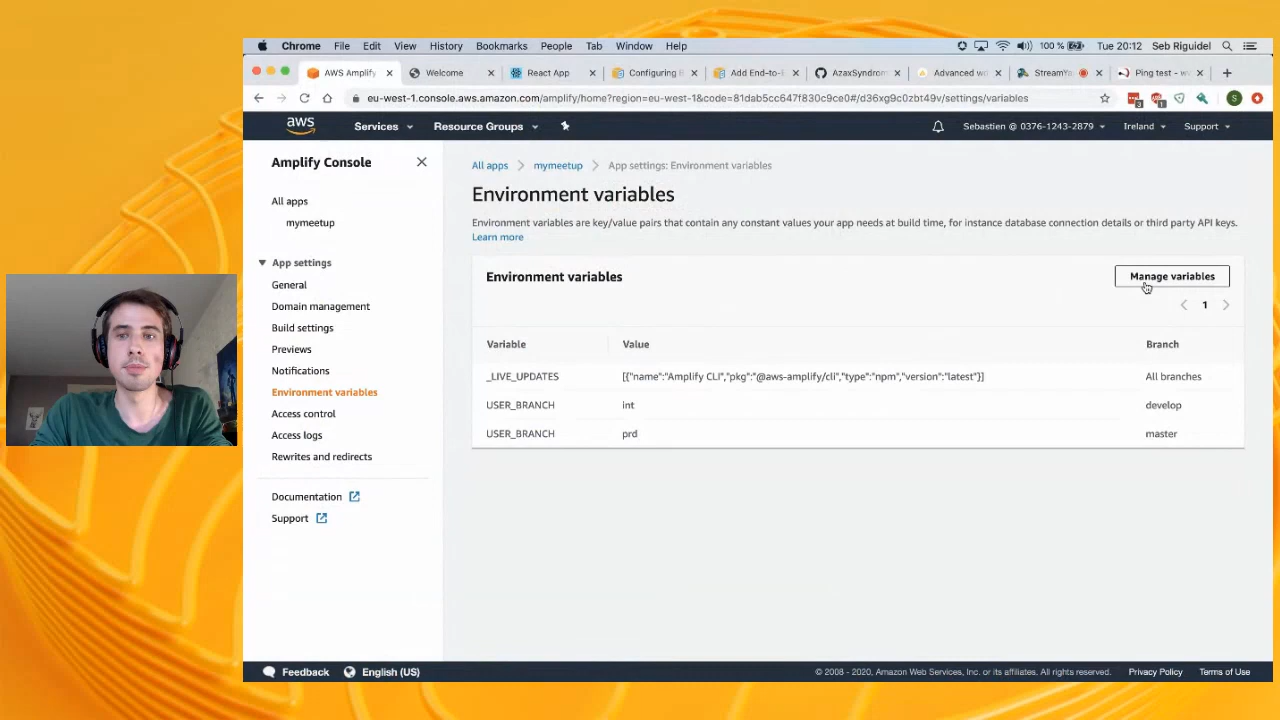 Chrome File Edit View History Bookmarks People Tab Window Help 100 % Tue 20:12 Seb Riguidel
AWS Amplify Welcome React App Configuring Add End-to- AzaxSyndrom Advanced wo StreamYa Ping test - w
eu-west-1.console.aws.amazon.com/amplify/home?region=eu-west-1&code=81dab5cc647f830c9ce0#/d36xg9c0zbt49v/settings/variables
aws Services Resource Groups Sebastien @ 0376-1243-2879 Ireland Support
Amplify Console
All apps
mymeetup
App settings
General
Domain management
Build settings
Previews
Notifications
Environment variables
Access control
Access logs
Rewrites and redirects
Documentation
Support
All apps mymeetup App settings: Environment variables
Environment variables
Environment variables are key/value pairs that contain any constant values your app needs at build time, for instance database connection details or third party API keys.
Learn more
Environment variables Manage variables
1
Variable Value Branch
_LIVE_UPDATES [{"name":"Amplify CLI","pkg":"@aws-amplify/cli","type":"npm","version":"latest"}] All branches
USER_BRANCH int develop
USER_BRANCH prd master
Feedback English (US) © 2008 - 2020, Amazon Web Services, Inc. or its affiliates. All rights reserved. Privacy Policy Terms of Use